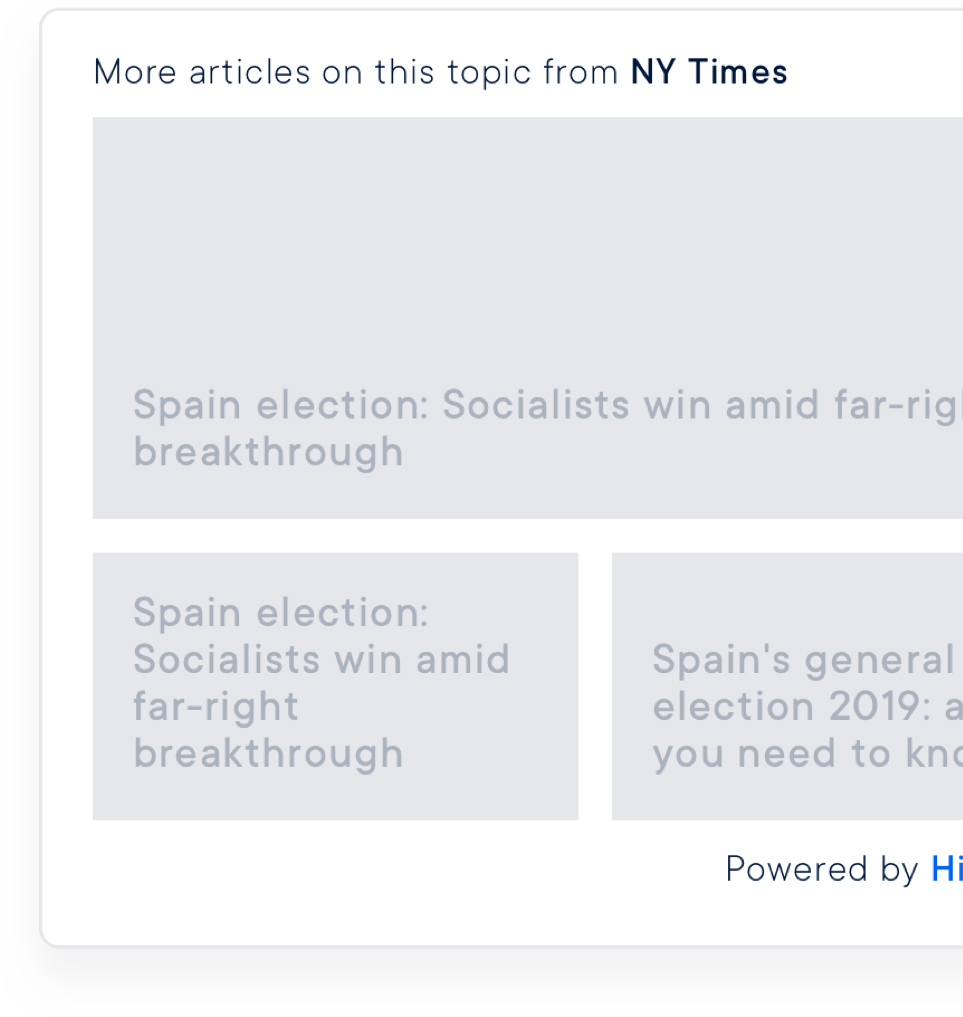 More articles on this topic from NY Times
Spain election: Socialists win amid far-rig
breakthrough
Spain election:
Socialists win amid
far-right
breakthrough
Spain's general
election 2019: a
you need to kno
Powered by Hi